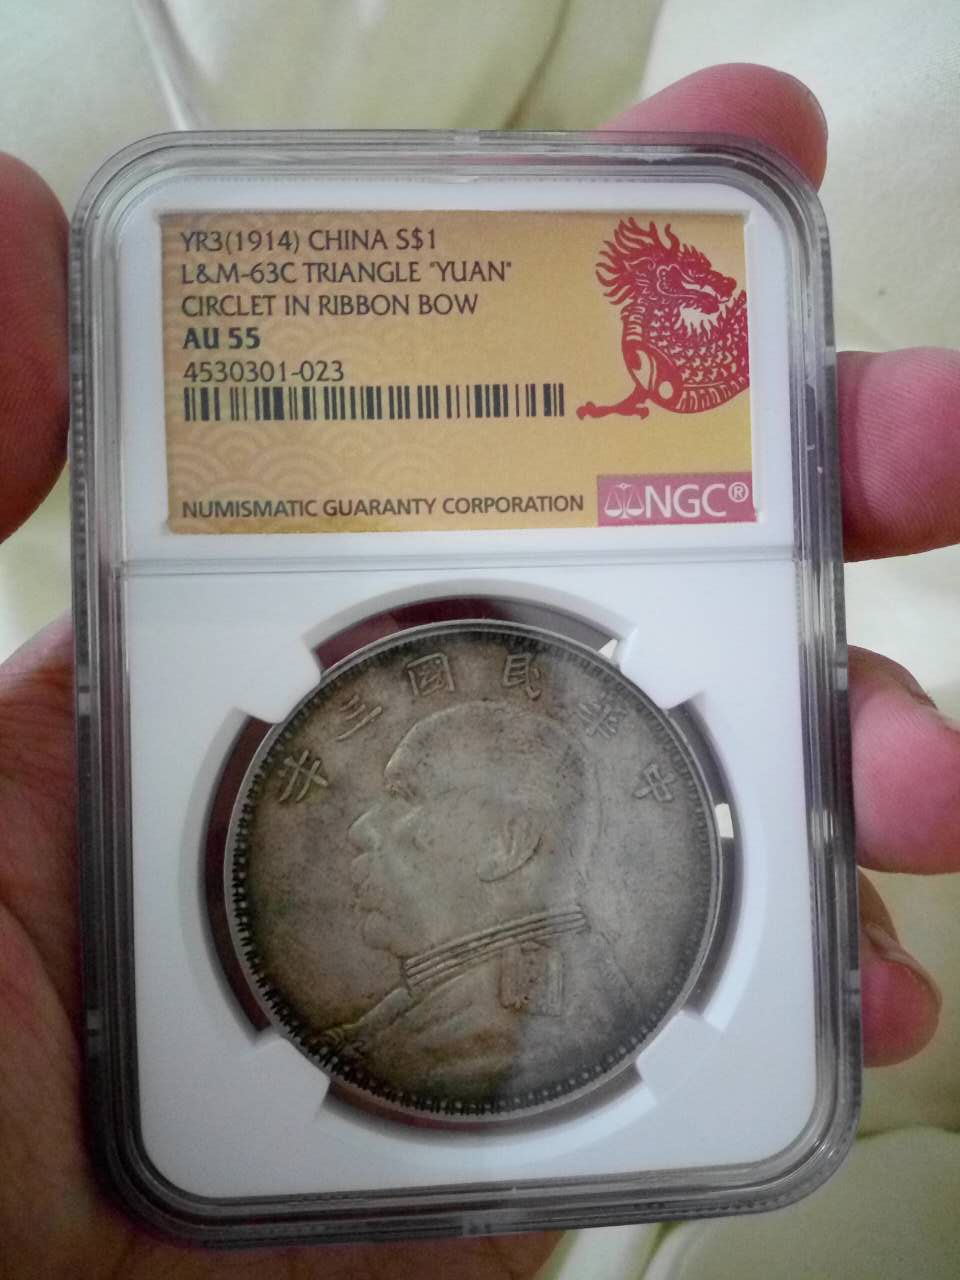 YR3(1914) CHINA S$1
L&M-63C TRIANGLE "YUAN"
CIRCLET IN RIBBON BOW
AU 55
4530301-023
NUMISMATIC GUARANTY CORPORATION
NGC®
年三國民華中